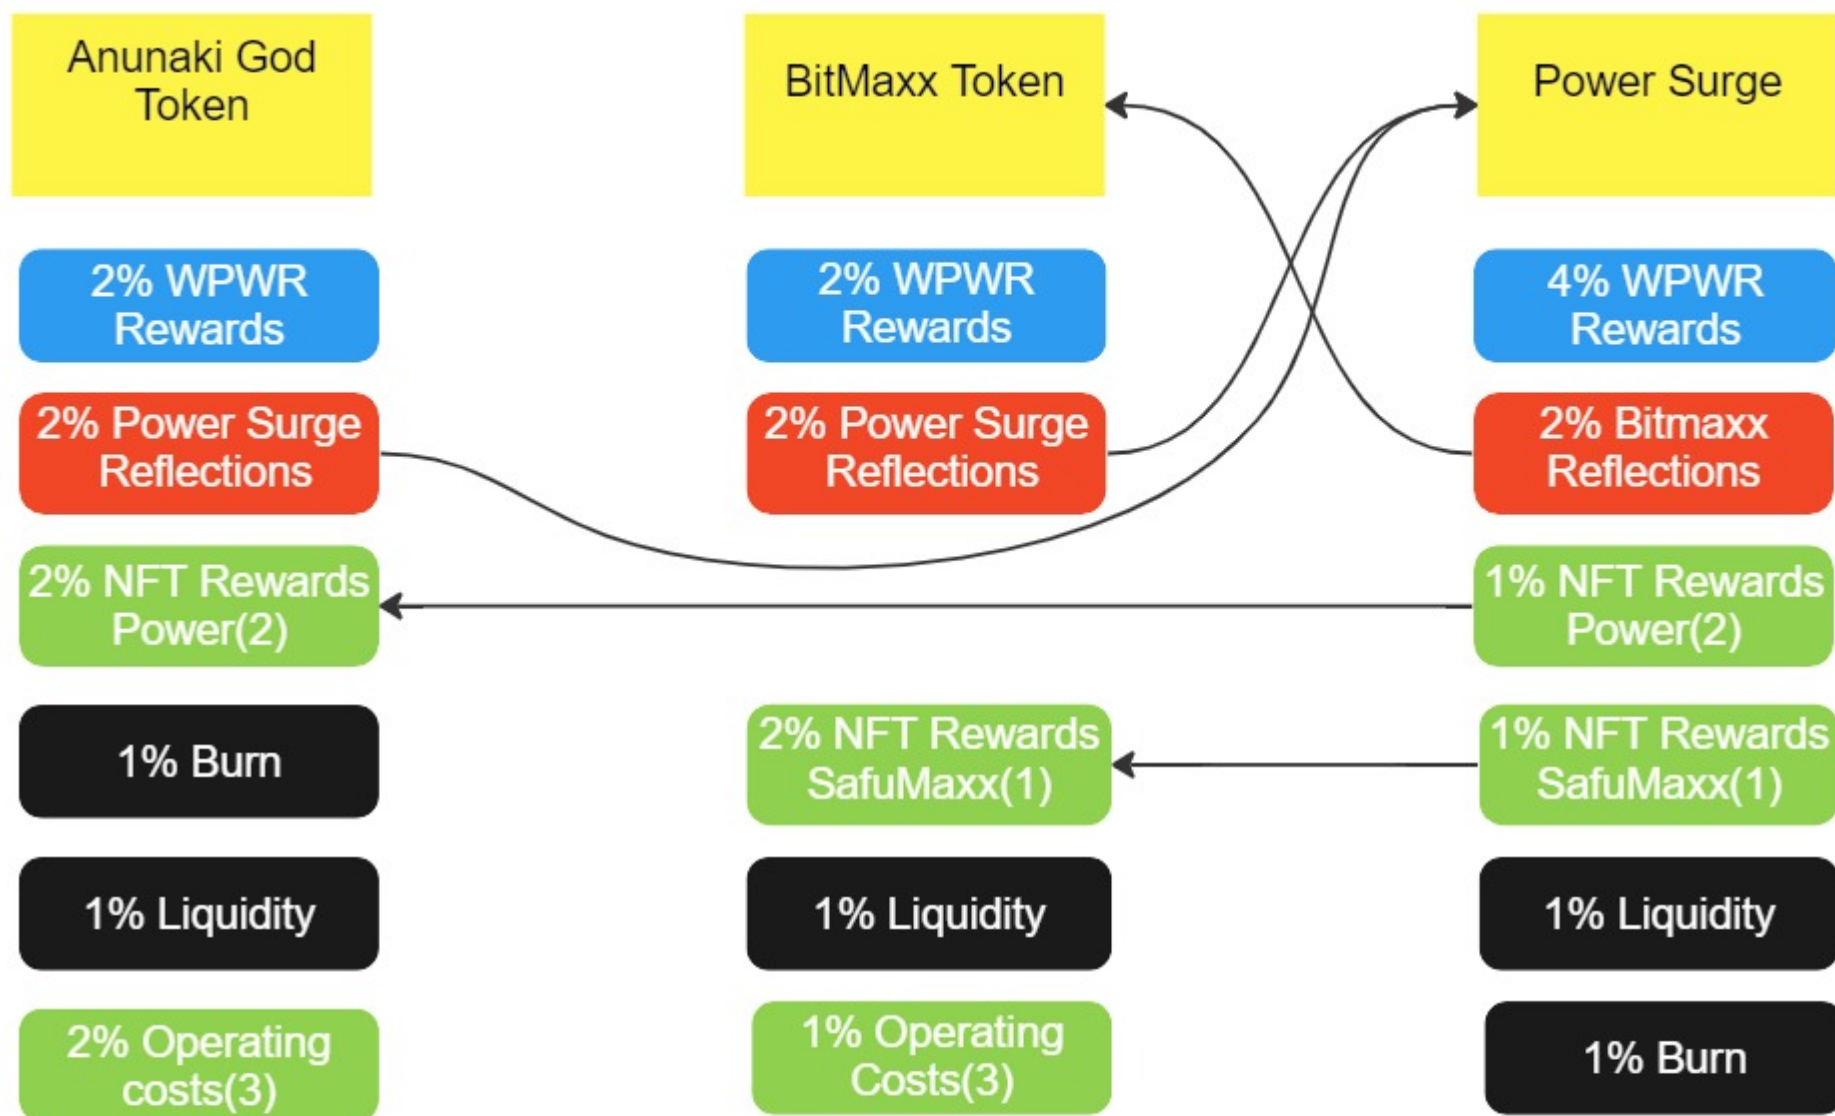 Anunaki God
Token
2% WPWR
Rewards
2% Power Surge
Reflections
2% NFT Rewards
Power(2)
1% Burn
1% Liquidity
2% Operating
costs(3)
BitMaxx Token
2% WPWR
Rewards
2% Power Surge
Reflections
2% NFT Rewards
SafuMaxx(1)
1% Liquidity
1% Operating
Costs(3)
Power Surge
4% WPWR
Rewards
2% Bitmaxx
Reflections
1% NFT Rewards
Power(2)
1% NFT Rewards
SafuMaxx(1)
1% Liquidity
1% Burn